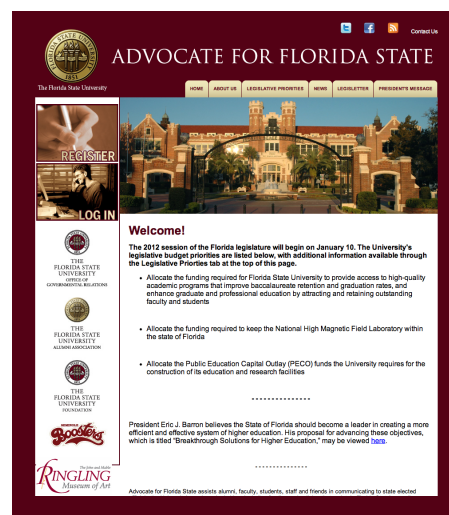 FLORIDA STATE UNIVERSITY
1851
The Florida State University
Contact Us
ADVOCATE FOR FLORIDA STATE
HOME
ABOUT US
LEGISLATIVE PRIORITIES
NEWS
LEGISLETTER
PRESIDENT'S MESSAGE
REGISTER
LOG IN
THE
FLORIDA STATE
UNIVERSITY
OFFICE OF
GOVERNMENTAL RELATIONS
THE
FLORIDA STATE
UNIVERSITY
ALUMNI ASSOCIATION
THE
FLORIDA STATE
UNIVERSITY
FOUNDATION
SEMINOLE
Boosters
The John and Mable
RINGLING
Museum of Art
Welcome!
The 2012 session of the Florida legislature will begin on January 10. The University's
legislative budget priorities are listed below, with additional information available through
the Legislative Priorties tab at the top of this page.
• Allocate the funding required for Florida State University to provide access to high-quality
academic programs that improve baccalaureate retention and graduation rates, and
enhance graduate and professional education by attracting and retaining outstanding
faculty and students
• Allocate the funding required to keep the National High Magnetic Field Laboratory within
the state of Florida
• Allocate the Public Education Capital Outlay (PECO) funds the University requires for the
construction of its education and research facilities
- - - - - - - - - - - - - - -
President Eric J. Barron believes the State of Florida should become a leader in creating a more
efficient and effective system of higher education. His proposal for advancing these objectives,
which is titled "Breakthrough Solutions for Higher Education," may be viewed here.
- - - - - - - - - - - - - -
Advocate for Florida State assists alumni, faculty, students, staff and friends in communicating to state elected